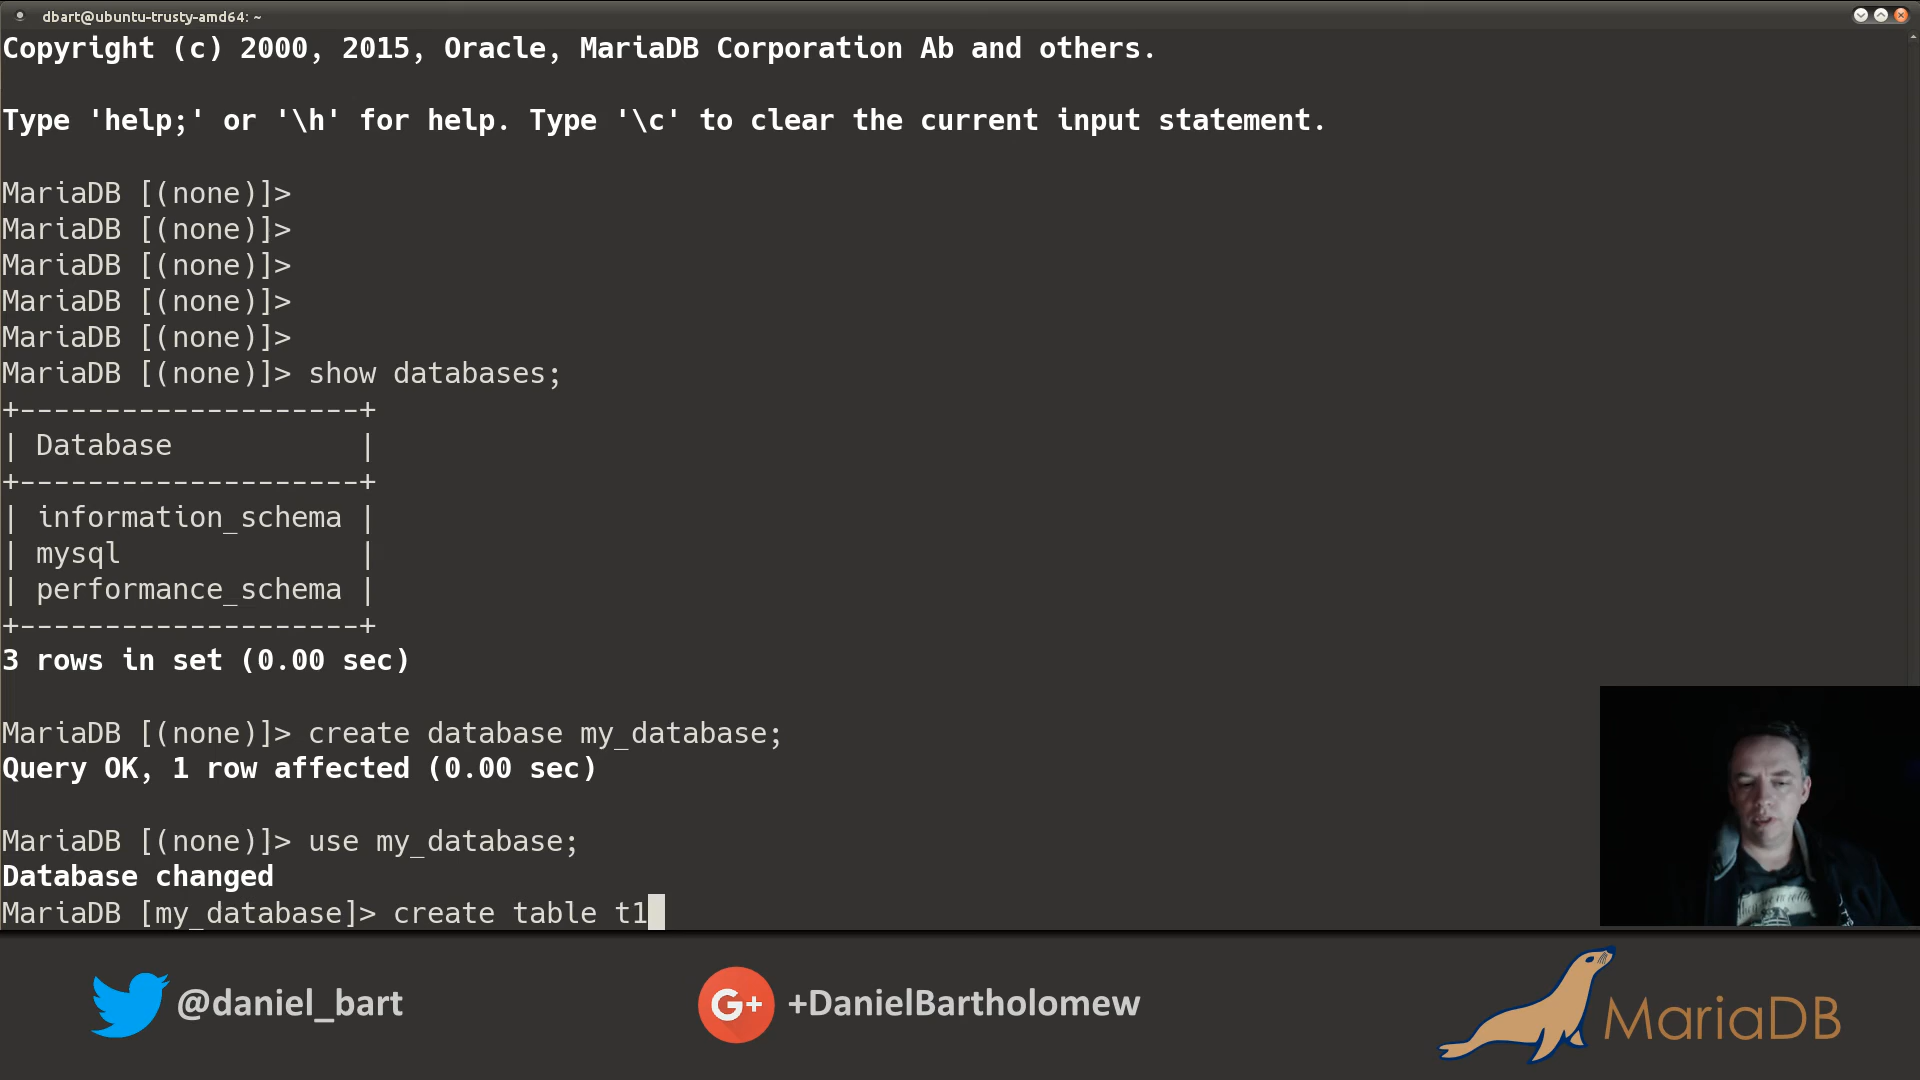 dbart@ubuntu-trusty-amd64: ~
Copyright (c) 2000, 2015, Oracle, MariaDB Corporation Ab and others.
Type 'help;' or '\h' for help. Type '\c' to clear the current input statement.
MariaDB [(none)]>
MariaDB [(none)]>
MariaDB [(none)]>
MariaDB [(none)]>
MariaDB [(none)]>
MariaDB [(none)]> show databases;
+--------------------+
| Database           |
+--------------------+
| information_schema |
| mysql              |
| performance_schema |
+--------------------+
3 rows in set (0.00 sec)
MariaDB [(none)]> create database my_database;
Query OK, 1 row affected (0.00 sec)
MariaDB [(none)]> use my_database;
Database changed
MariaDB [my_database]> create table t1
@daniel_bart
G+ +DanielBartholomew
MariaDB